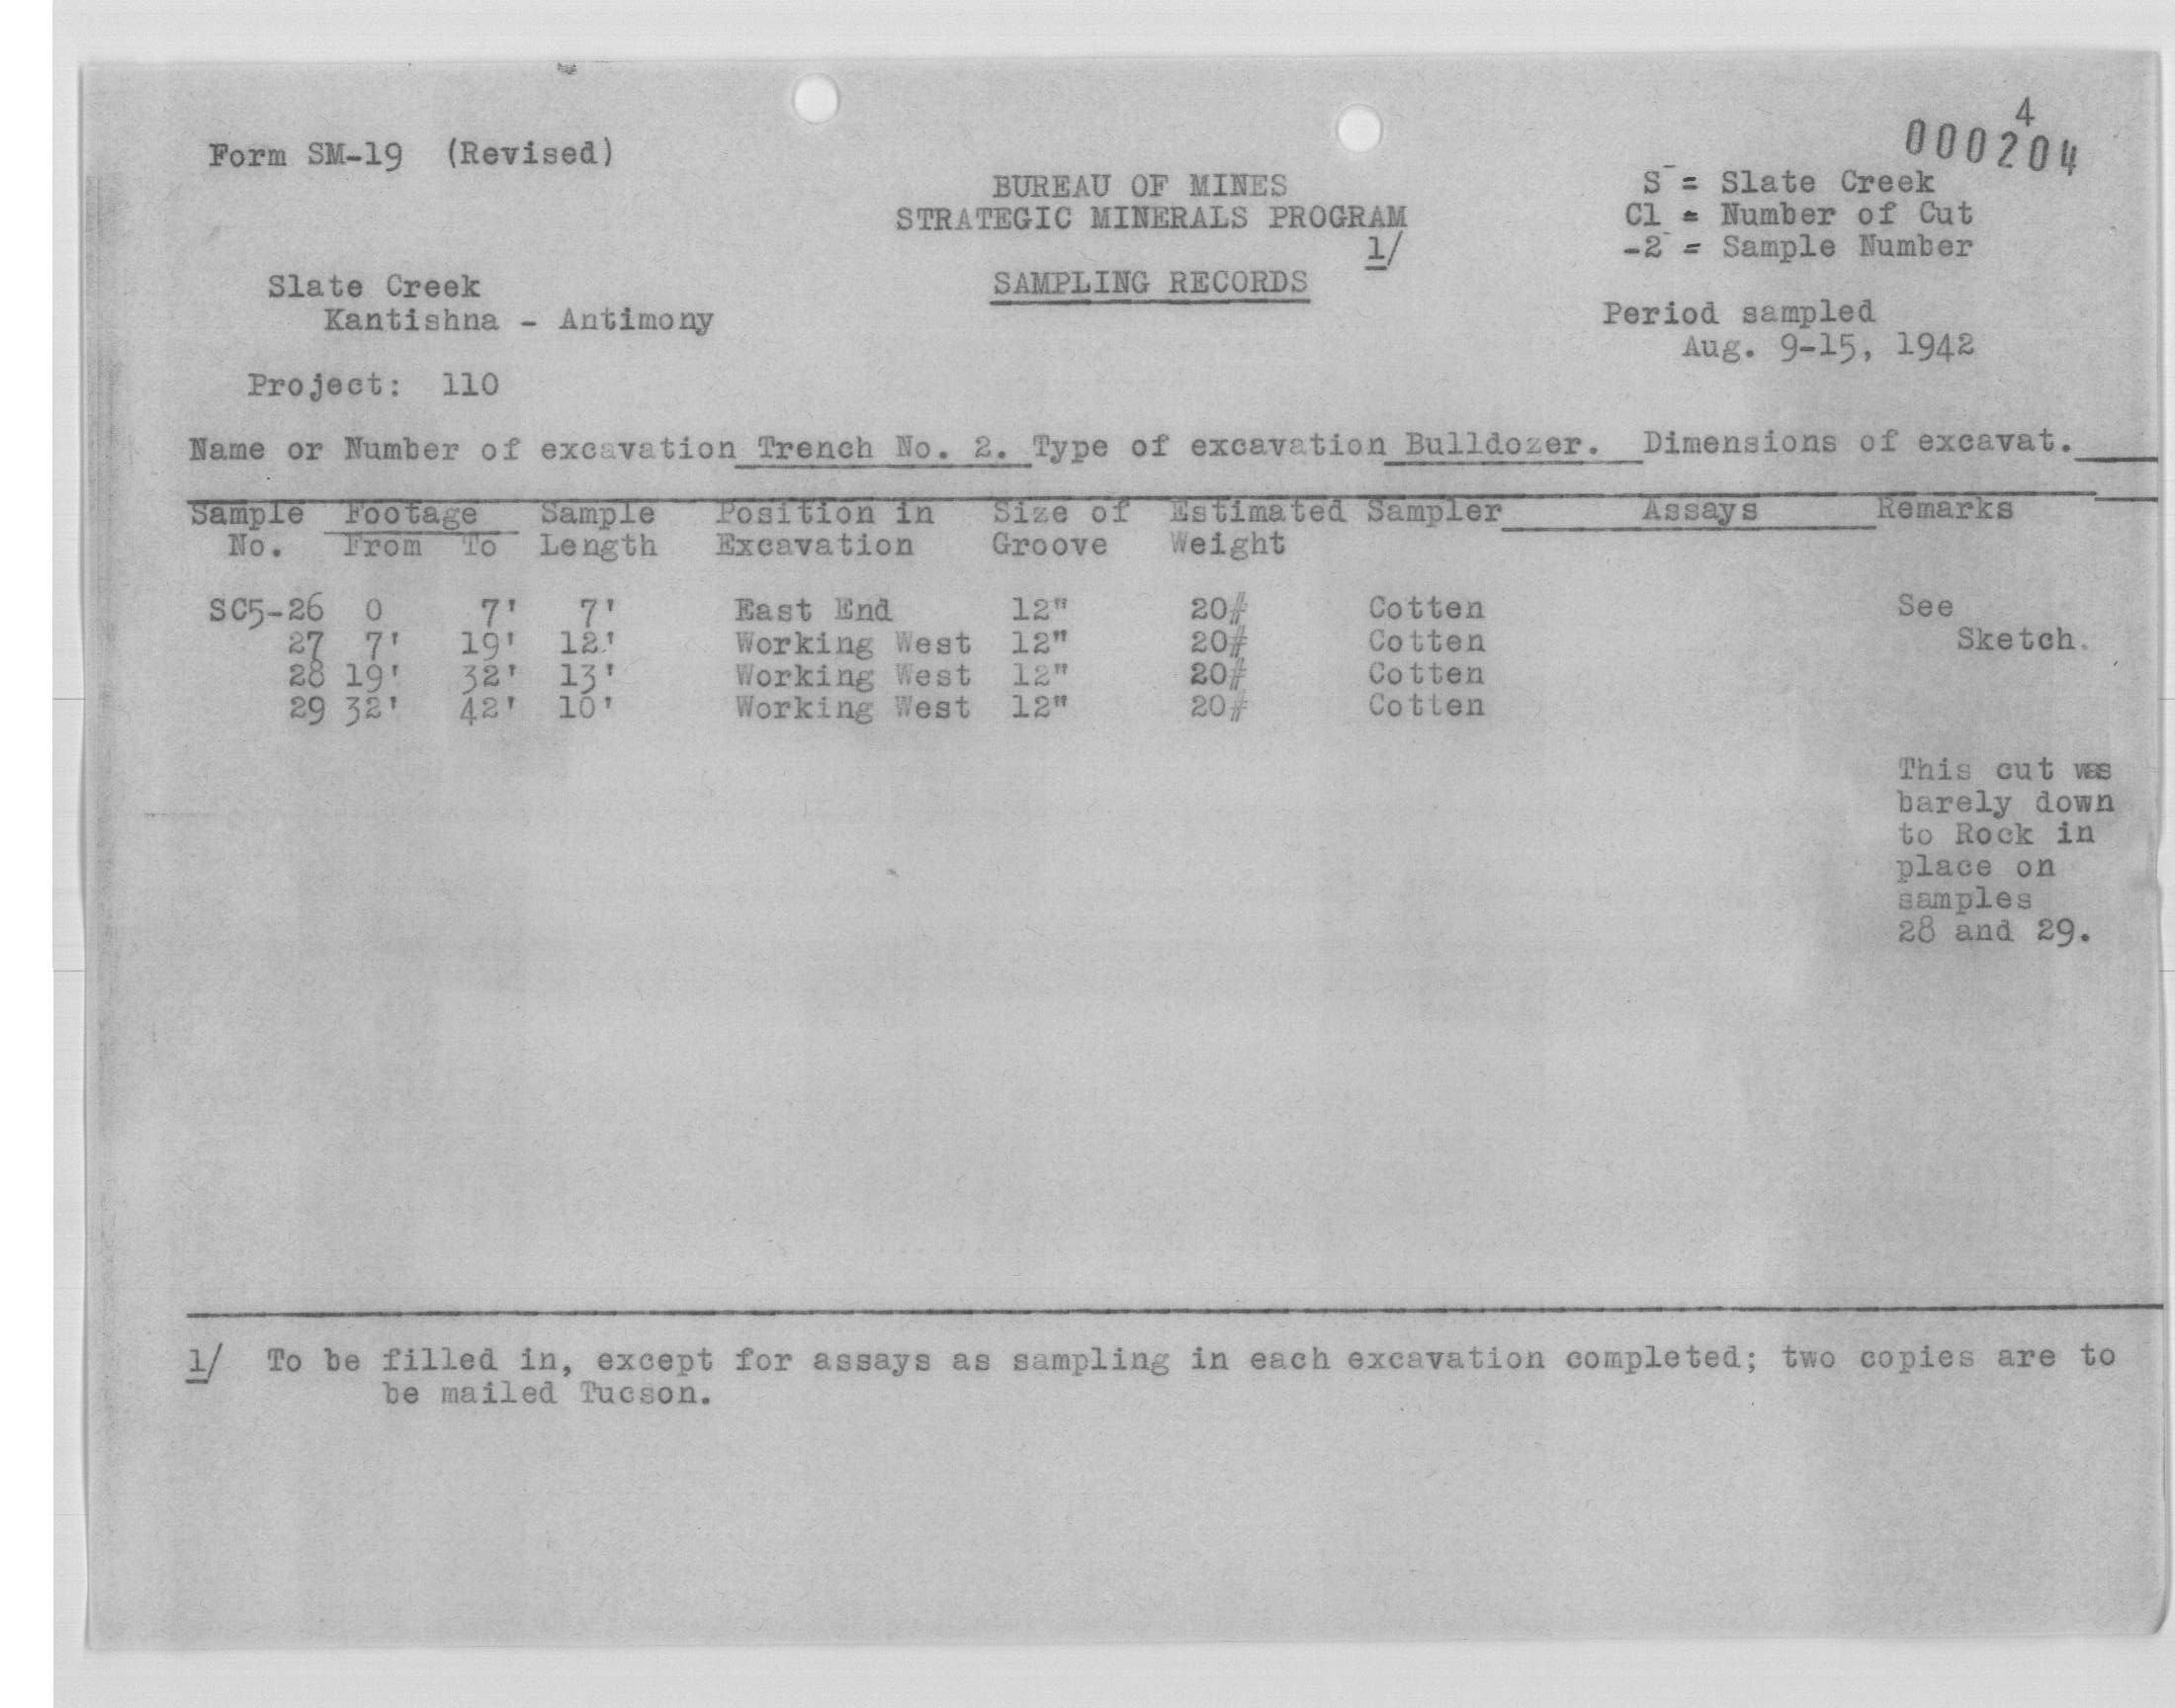 4
000204
Form SM-19 (Revised)
BUREAU OF MINES
STRATEGIC MINERALS PROGRAM
1/
SAMPLING RECORDS
S = Slate Creek
Cl = Number of Cut
-2 = Sample Number
Slate Creek
Kantishna - Antimony
Period sampled
Aug. 9-15, 1942
Project: 110
Name or Number of excavation Trench No. 2. Type of excavation Bulldozer. Dimensions of excavat.
Sample Footage Sample Position in Size of Estimated Sampler Assays Remarks
No. From To Length Excavation Groove Weight
SC5-26 0 7' 7' East End 12" 20# Cotten See
27 7' 19' 12' Working West 12" 20# Cotten Sketch.
28 19' 32' 13' Working West 12" 20# Cotten
29 32' 42' 10' Working West 12" 20# Cotten
This cut was
barely down
to Rock in
place on
samples
28 and 29.
1/ To be filled in, except for assays as sampling in each excavation completed; two copies are to
be mailed Tucson.